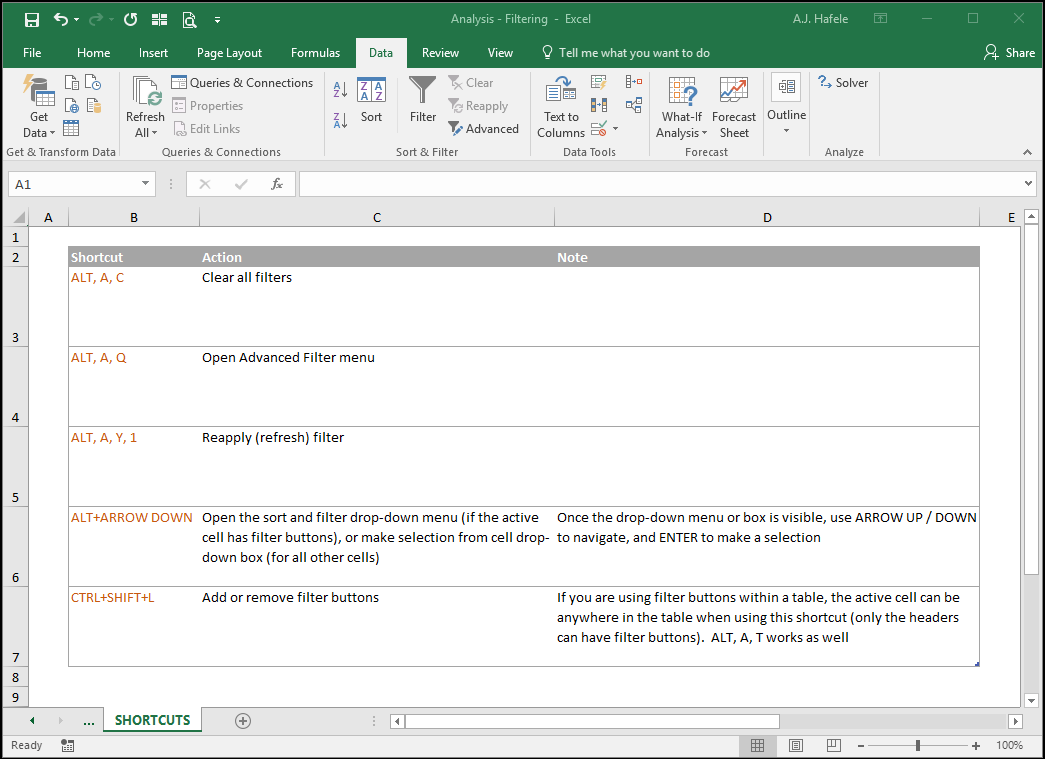 Analysis - Filtering - Excel
A.J. Hafele
File Home Insert Page Layout Formulas Data Review View Tell me what you want to do Share
Get Data
Get & Transform Data
Refresh All
Queries & Connections
Properties
Edit Links
Queries & Connections
Sort
Filter
Clear
Reapply
Advanced
Sort & Filter
Text to Columns
Data Tools
What-If Analysis
Forecast Sheet
Forecast
Outline
Solver
Analyze
A1
fx
A B C D E
1
2 Shortcut Action Note
ALT, A, C Clear all filters
3
ALT, A, Q Open Advanced Filter menu
4
ALT, A, Y, 1 Reapply (refresh) filter
5
ALT+ARROW DOWN Open the sort and filter drop-down menu (if the active Once the drop-down menu or box is visible, use ARROW UP / DOWN
cell has filter buttons), or make selection from cell drop- to navigate, and ENTER to make a selection
down box (for all other cells)
6
CTRL+SHIFT+L Add or remove filter buttons If you are using filter buttons within a table, the active cell can be
anywhere in the table when using this shortcut (only the headers
can have filter buttons). ALT, A, T works as well
7
8
9
... SHORTCUTS
Ready 100%